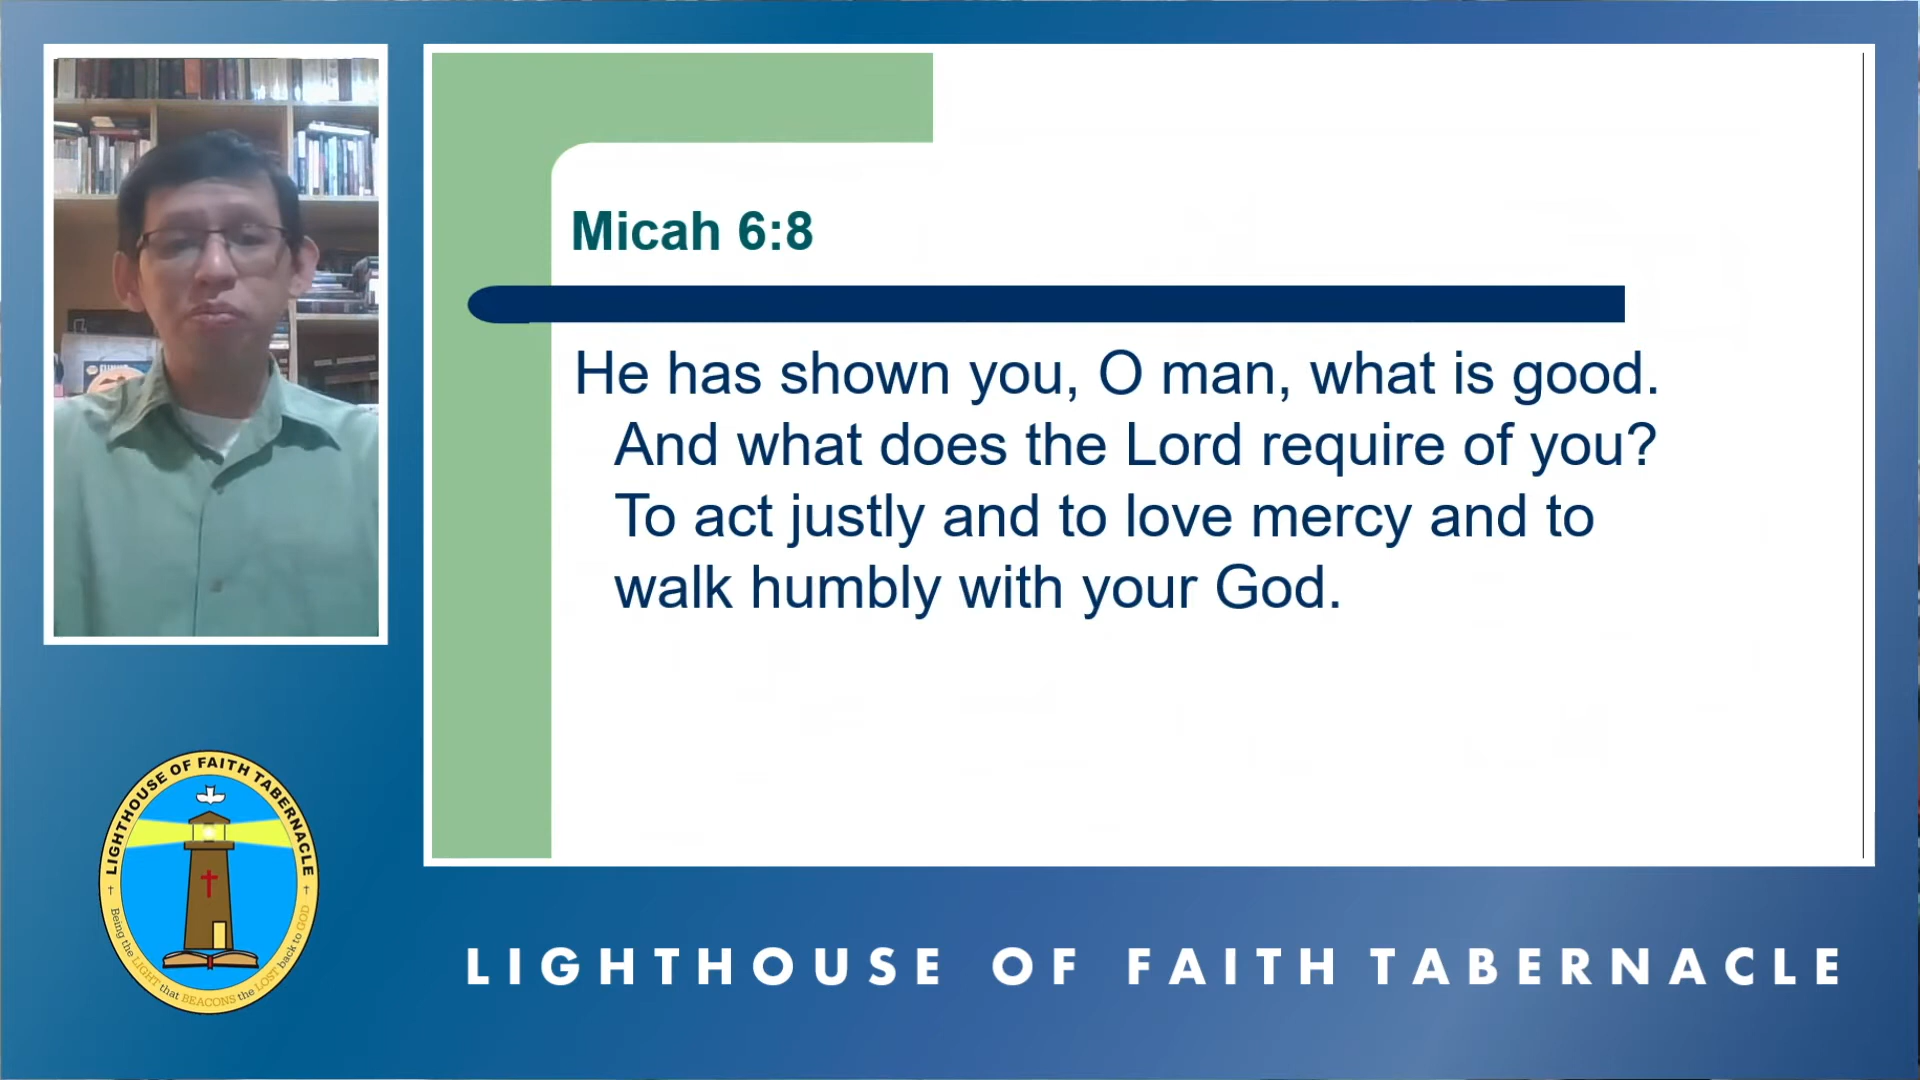 Micah 6:8
He has shown you, O man, what is good.
And what does the Lord require of you?
To act justly and to love mercy and to
walk humbly with your God.
LIGHTHOUSE OF FAITH TABERNACLE
Being the LIGHT that BEACONS the LOST back to GOD
LIGHTHOUSE OF FAITH TABERNACLE